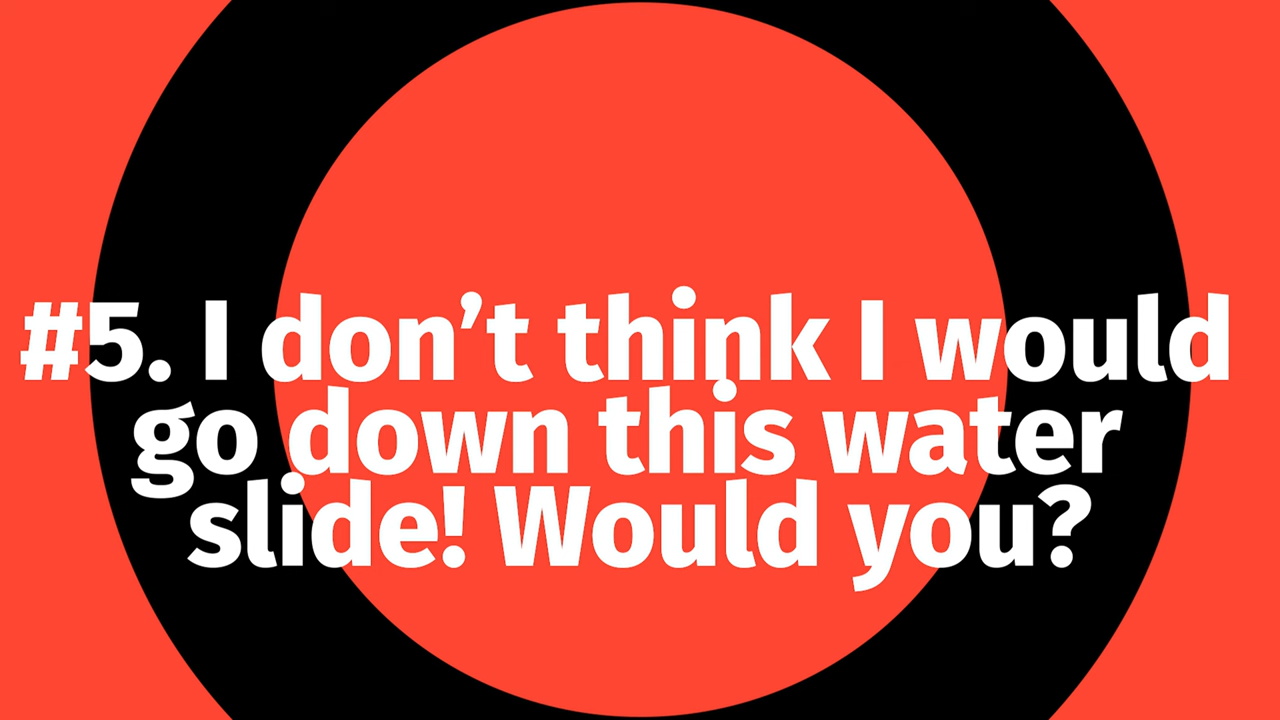 #5. I don’t think I would
go down this water
slide! Would you?